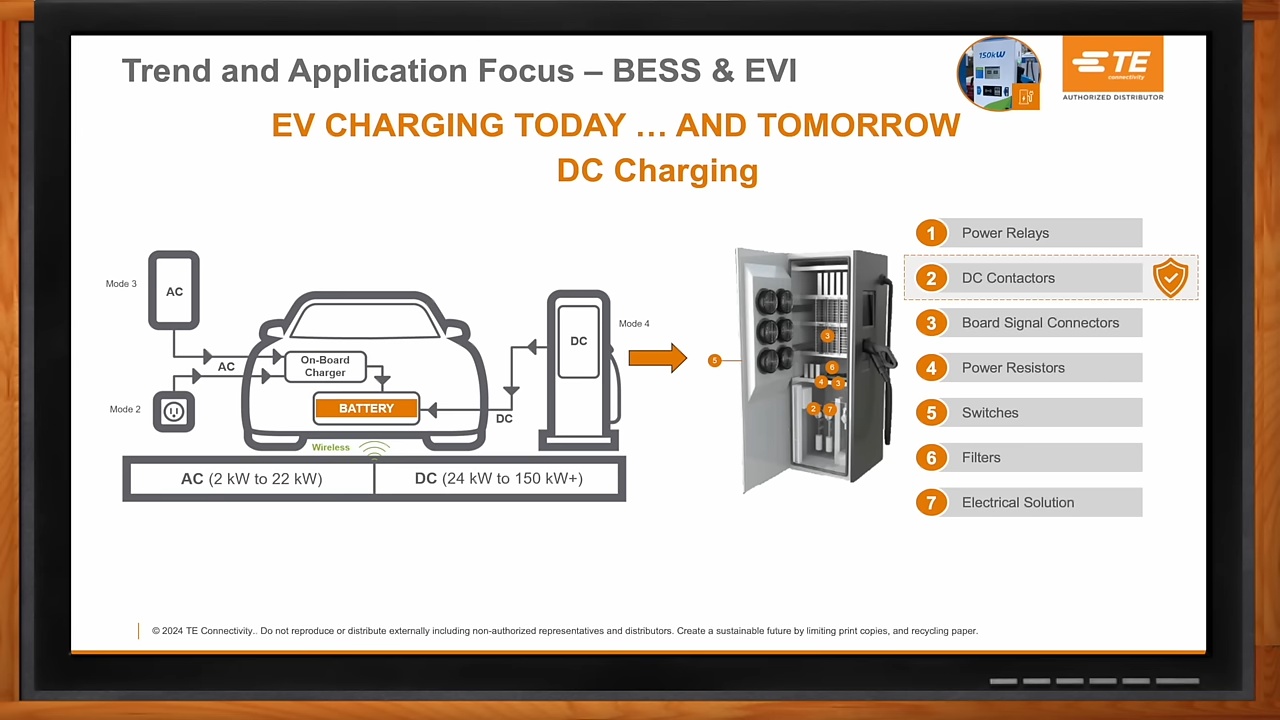 Trend and Application Focus – BESS & EVI
150kW
TE
connectivity
AUTHORIZED DISTRIBUTOR
EV CHARGING TODAY … AND TOMORROW
DC Charging
Mode 3
AC
AC
On-Board
Charger
BATTERY
Mode 2
Wireless
DC
DC
Mode 4
AC (2 kW to 22 kW)
DC (24 kW to 150 kW+)
5
3
6
4
3
2
7
1 Power Relays
2 DC Contactors
3 Board Signal Connectors
4 Power Resistors
5 Switches
6 Filters
7 Electrical Solution
© 2024 TE Connectivity.. Do not reproduce or distribute externally including non-authorized representatives and distributors. Create a sustainable future by limiting print copies, and recycling paper.